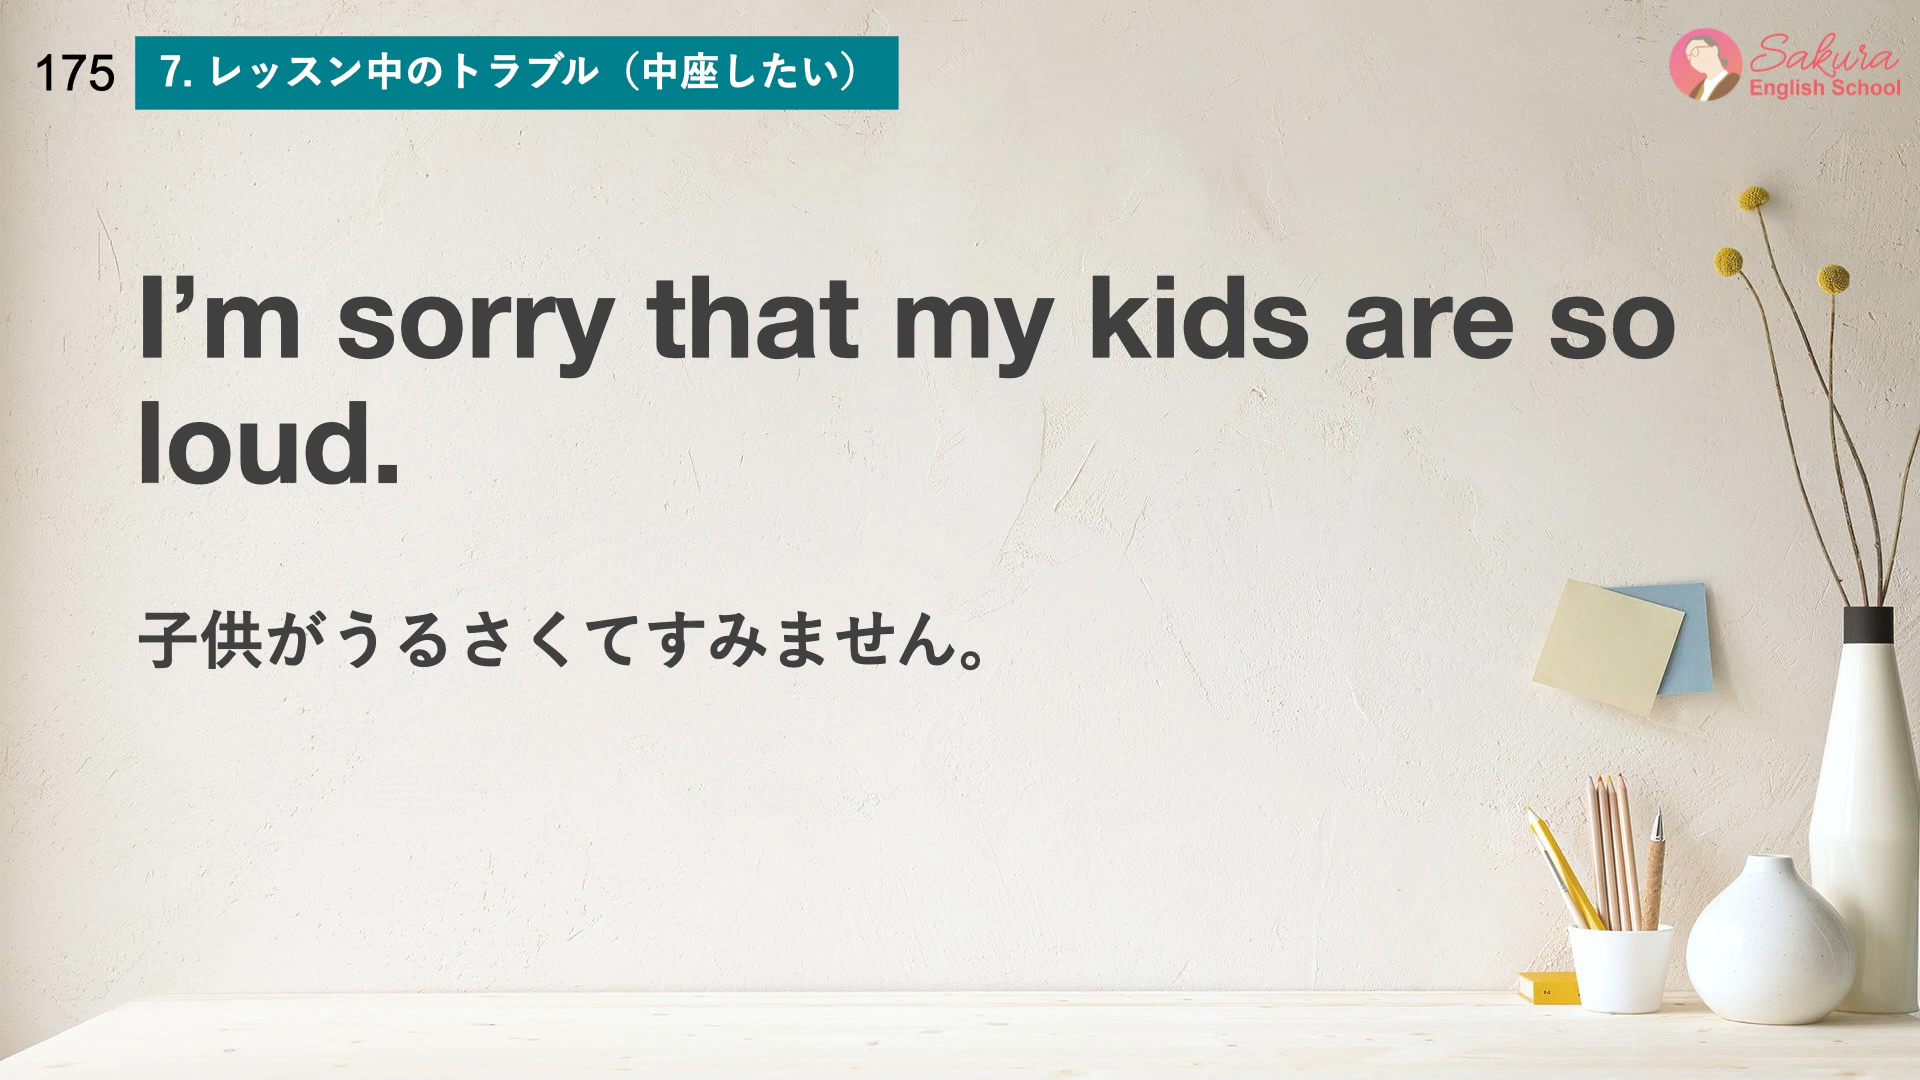 175
7. レッスン中のトラブル（中座したい）
Sakura
English School
I’m sorry that my kids are so
loud.
子供がうるさくてすみません。